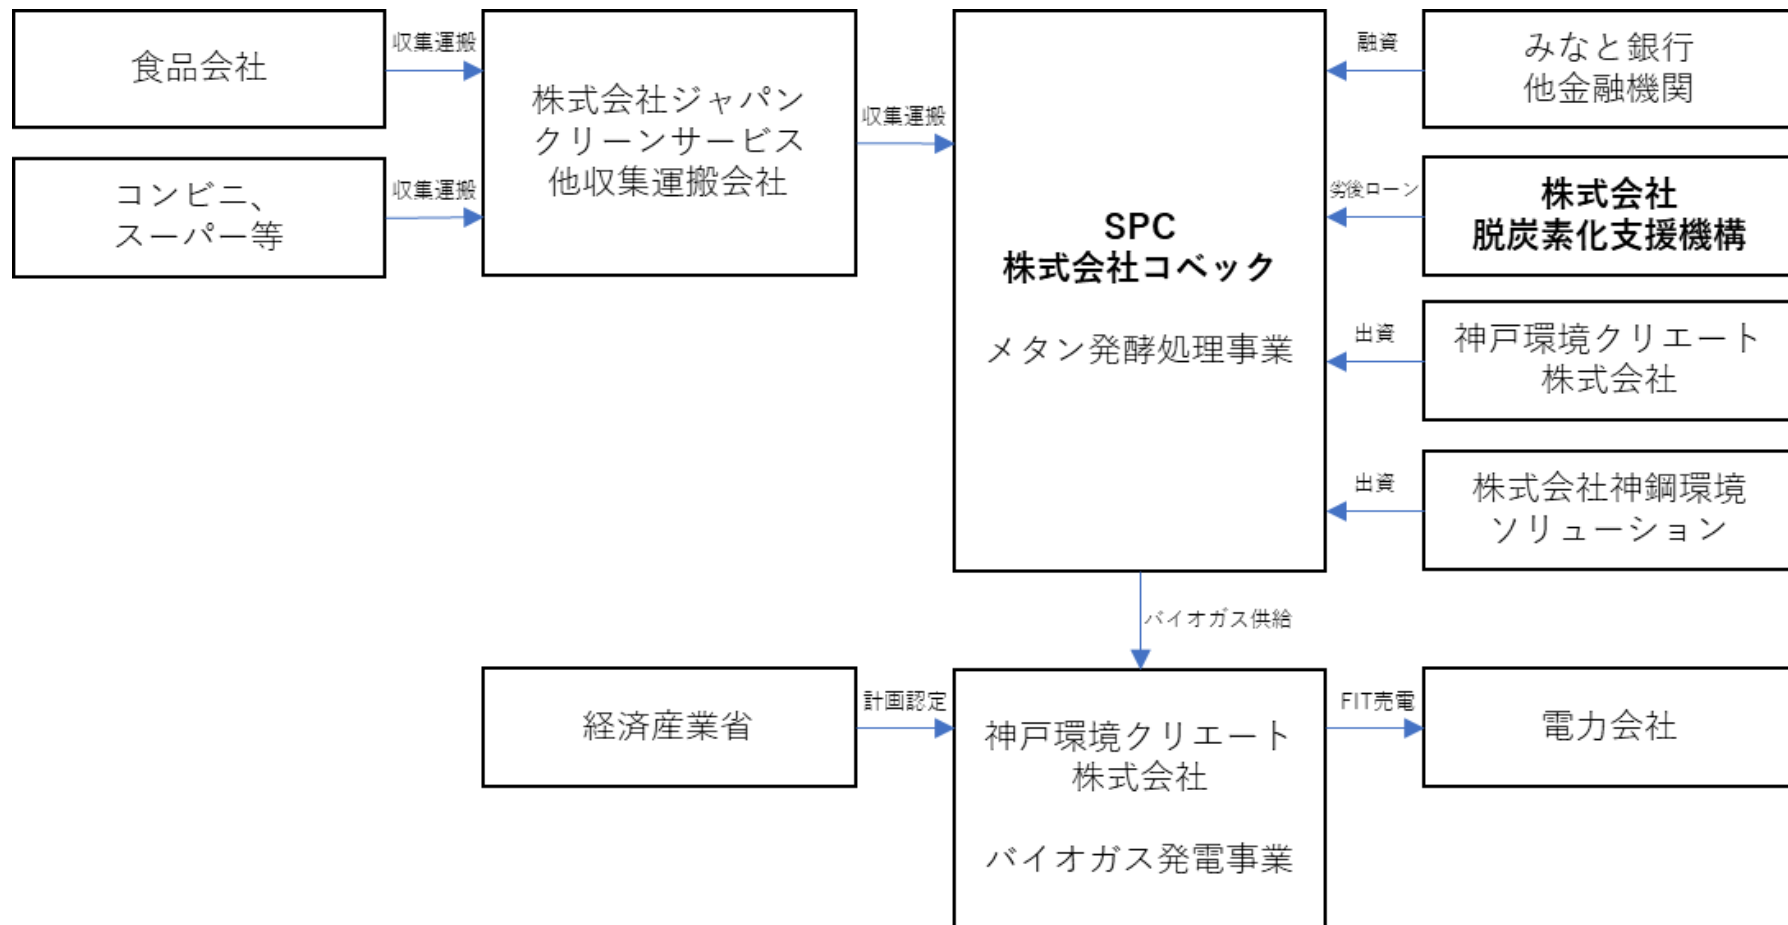 食品会社
収集運搬
コンビニ、
スーパー等
収集運搬
株式会社ジャパン
クリーンサービス
他収集運搬会社
収集運搬
SPC
株式会社コベック
メタン発酵処理事業
融資
みなと銀行
他金融機関
劣後ローン
株式会社
脱炭素化支援機構
出資
神戸環境クリエート
株式会社
出資
株式会社神鋼環境
ソリューション
バイオガス供給
経済産業省
計画認定
神戸環境クリエート
株式会社
バイオガス発電事業
FIT売電
電力会社